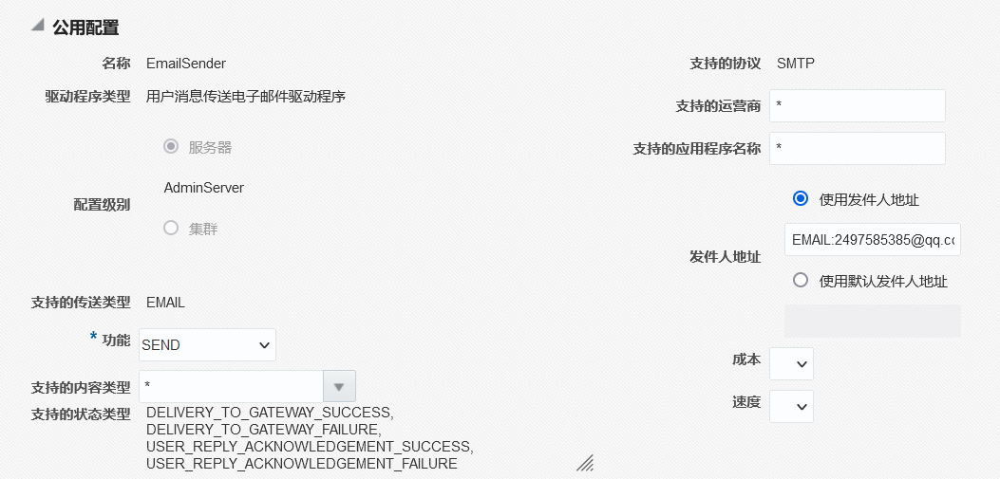 公用配置
名称 EmailSender
驱动程序类型 用户消息传送电子邮件驱动程序
服务器
配置级别 AdminServer
集群
支持的传送类型 EMAIL
* 功能 SEND
支持的内容类型 *
支持的状态类型 DELIVERY_TO_GATEWAY_SUCCESS,
DELIVERY_TO_GATEWAY_FAILURE,
USER_REPLY_ACKNOWLEDGEMENT_SUCCESS,
USER_REPLY_ACKNOWLEDGEMENT_FAILURE
支持的协议 SMTP
支持的运营商 *
支持的应用程序名称 *
使用发件人地址
发件人地址 EMAIL:2497585385@qq.cc
使用默认发件人地址
成本
速度